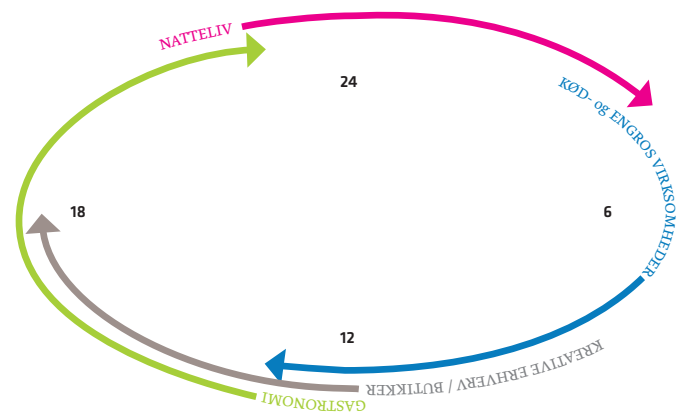 NATTELIV
24
KØD- og ENGROS VIRKSOMHEDER
18
6
12
KREATIVE ERHVERV / BUTIKKER
GASTRONOMI